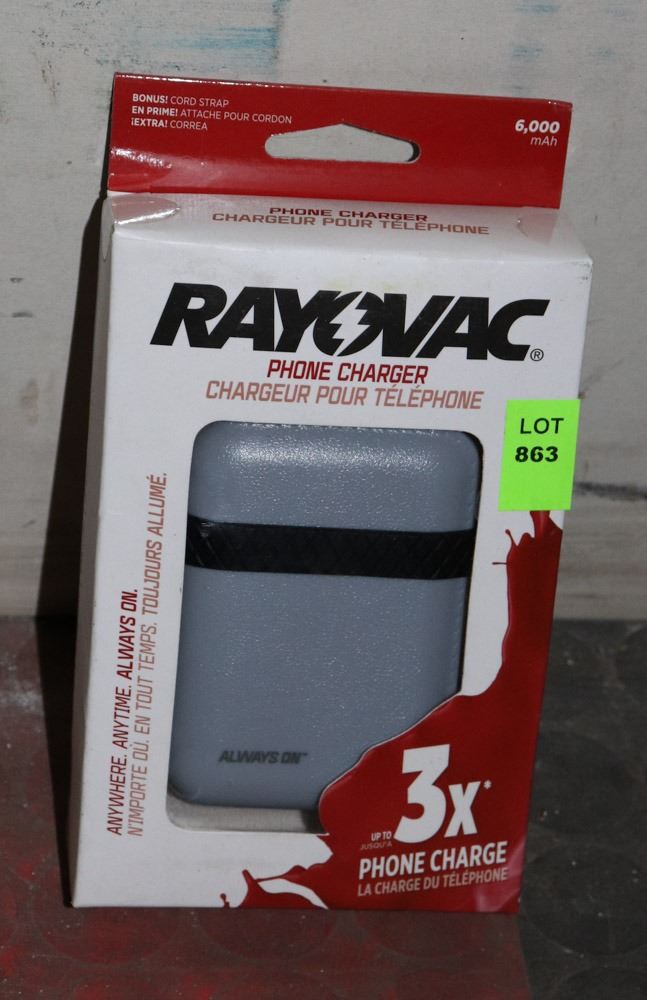 BONUS! CORD STRAP
EN PRIME! ATTACHE POUR CORDON
¡EXTRA! CORREA
6,000
mAh
PHONE CHARGER
CHARGEUR POUR TÉLÉPHONE
RAYOVAC®
PHONE CHARGER
CHARGEUR POUR TÉLÉPHONE
LOT
863
ANYWHERE. ANYTIME. ALWAYS ON.
N'IMPORTE OÙ. EN TOUT TEMPS. TOUJOURS ALLUMÉ.
ALWAYS ON™
UP TO
JUSQU'À
3X*
PHONE CHARGE
LA CHARGE DU TÉLÉPHONE